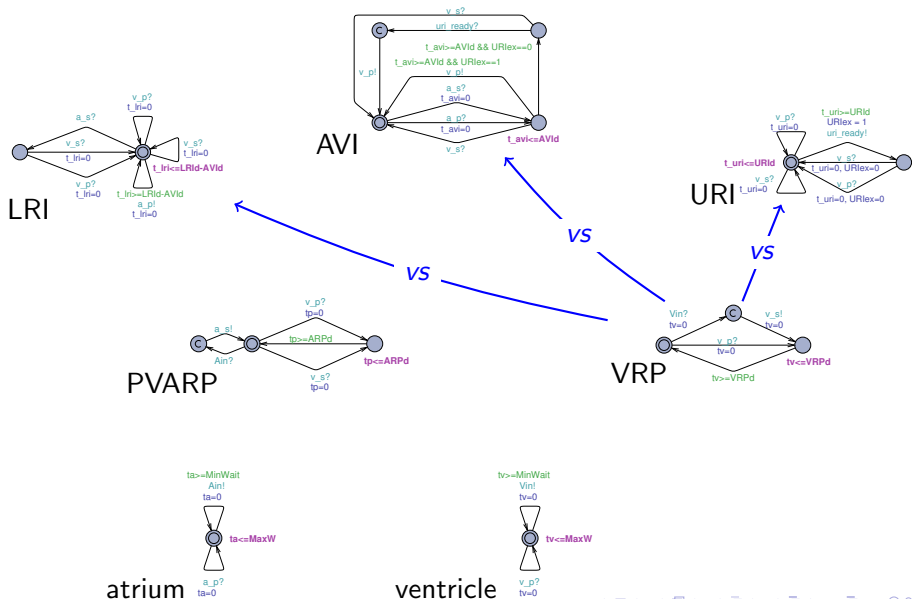 v_s?
uri_ready?
C
t_avi>=AVId && URIex==0
t_avi>=AVId && URIex==1
v_p!
v_p!
a_s?
t_avi=0
a_p?
t_avi=0
t_avi<=AVId
v_s?
AVI
v_p?
t_lri=0
a_s?
v_s?
t_lri=0
v_s?
t_lri=0
t_lri<=LRId-AVId
v_p?
t_lri=0
t_lri>=LRId-AVId
a_p!
t_lri=0
LRI
t_uri>=URId
URIex = 1
uri_ready!
v_p?
t_uri=0
t_uri<=URId
v_s?
t_uri=0, URIex=0
v_s?
t_uri=0
v_p?
t_uri=0, URIex=0
URI
vs
vs
vs
a_s!
C
Ain?
v_p?
tp=0
tp>=ARPd
tp<=ARPd
v_s?
tp=0
PVARP
Vin?
tv=0
C
v_s!
tv=0
v_p?
tv=0
tv<=VRPd
tv>=VRPd
VRP
ta>=MinWait
Ain!
ta=0
ta<=MaxW
a_p?
ta=0
atrium
tv>=MinWait
Vin!
tv=0
tv<=MaxW
v_p?
tv=0
ventricle